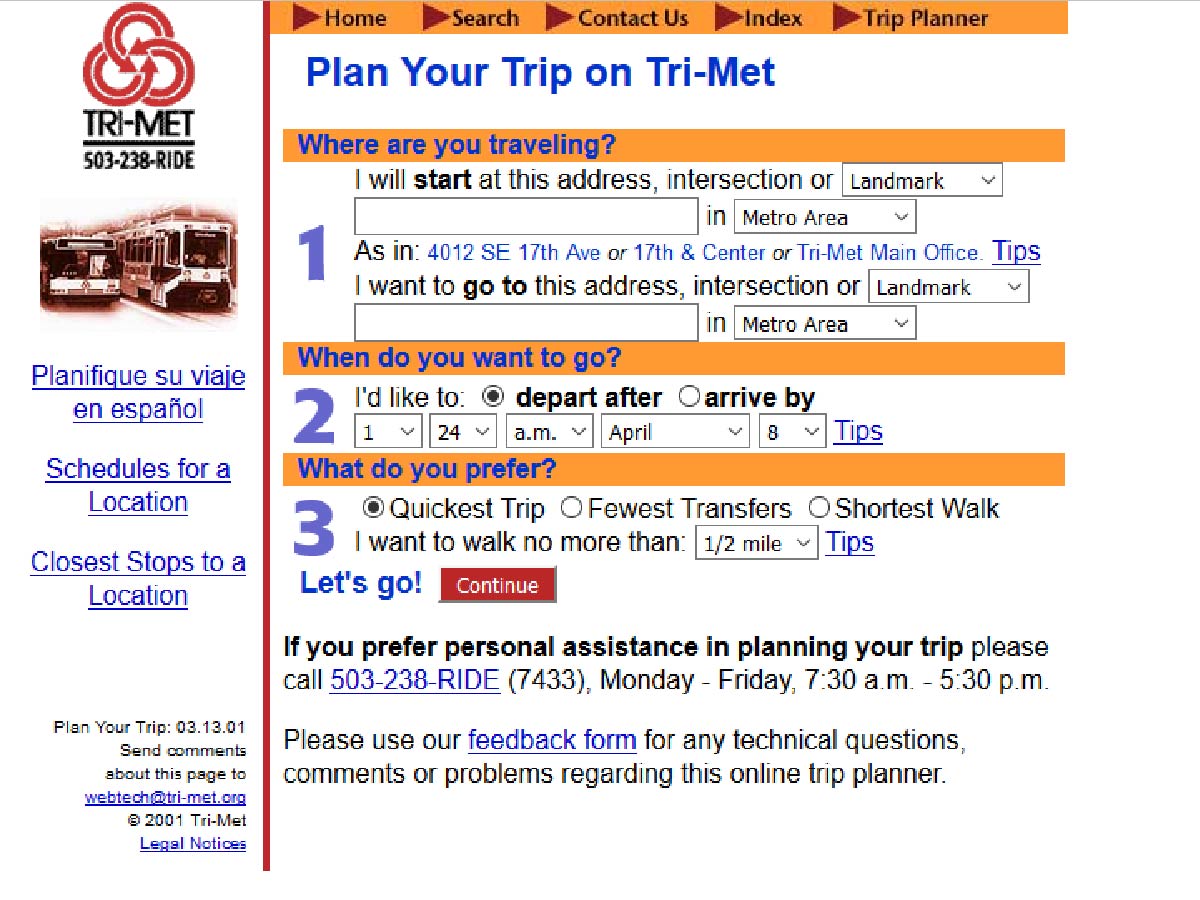 Home Search Contact Us Index Trip Planner
TRI-MET
503-238-RIDE
Planifique su viaje
en español
Schedules for a
Location
Closest Stops to a
Location
Plan Your Trip: 03.13.01
Send comments
about this page to
webtech@tri-met.org
© 2001 Tri-Met
Legal Notices
Plan Your Trip on Tri-Met
Where are you traveling?
1
I will start at this address, intersection or Landmark
in Metro Area
As in: 4012 SE 17th Ave or 17th & Center or Tri-Met Main Office. Tips
I want to go to this address, intersection or Landmark
in Metro Area
When do you want to go?
2
I'd like to: depart after arrive by
1 24 a.m. April 8 Tips
What do you prefer?
3
Quickest Trip Fewest Transfers Shortest Walk
I want to walk no more than: 1/2 mile Tips
Let's go! Continue
If you prefer personal assistance in planning your trip please
call 503-238-RIDE (7433), Monday - Friday, 7:30 a.m. - 5:30 p.m.
Please use our feedback form for any technical questions,
comments or problems regarding this online trip planner.